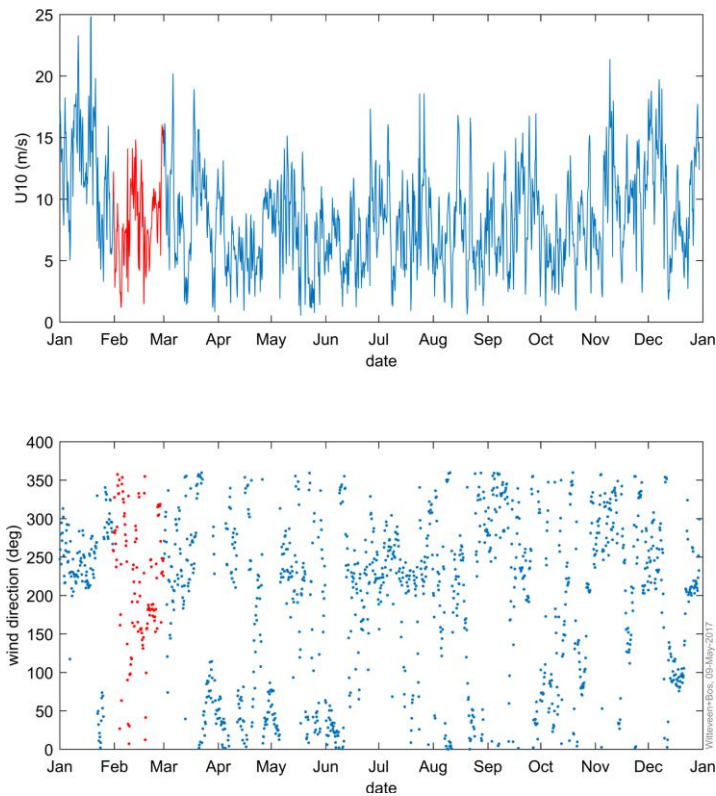 25
20
15
10
5
0
U10 (m/s)
Jan Feb Mar Apr May Jun Jul Aug Sep Oct Nov Dec Jan
date
400
350
300
250
200
150
100
50
0
wind direction (deg)
Jan Feb Mar Apr May Jun Jul Aug Sep Oct Nov Dec Jan
date
Witteveen+Bos, 09-May-2017